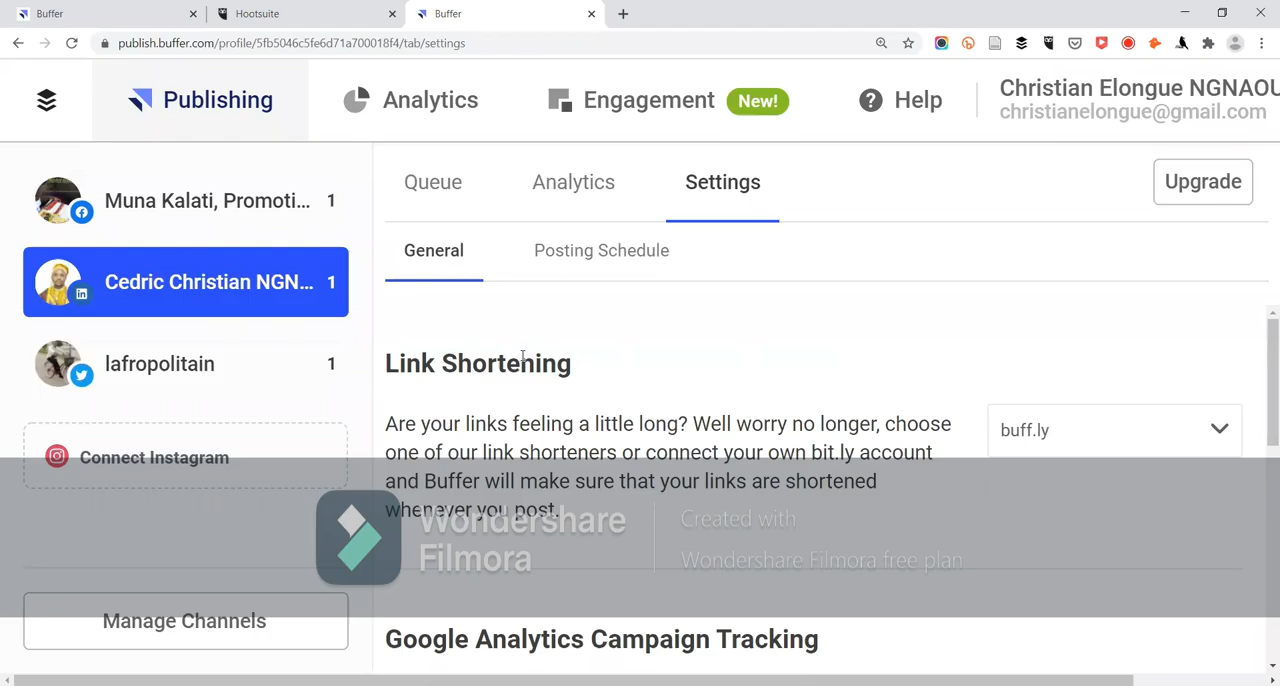 Buffer
Hootsuite
Buffer
publish.buffer.com/profile/5fb5046c5fe6d71a700018f4/tab/settings
Publishing
Analytics
Engagement
New!
Help
Christian Elongue NGNAOU
christianelongue@gmail.com
Muna Kalati, Promoti... 1
Cedric Christian NGN... 1
lafropolitain 1
Connect Instagram
Manage Channels
Queue
Analytics
Settings
Upgrade
General
Posting Schedule
Link Shortening
Are your links feeling a little long? Well worry no longer, choose
one of our link shorteners or connect your own bit.ly account
and Buffer will make sure that your links are shortened
whenever you post.
buff.ly
Wondershare
Filmora
Created with
Wondershare Filmora free plan
Google Analytics Campaign Tracking